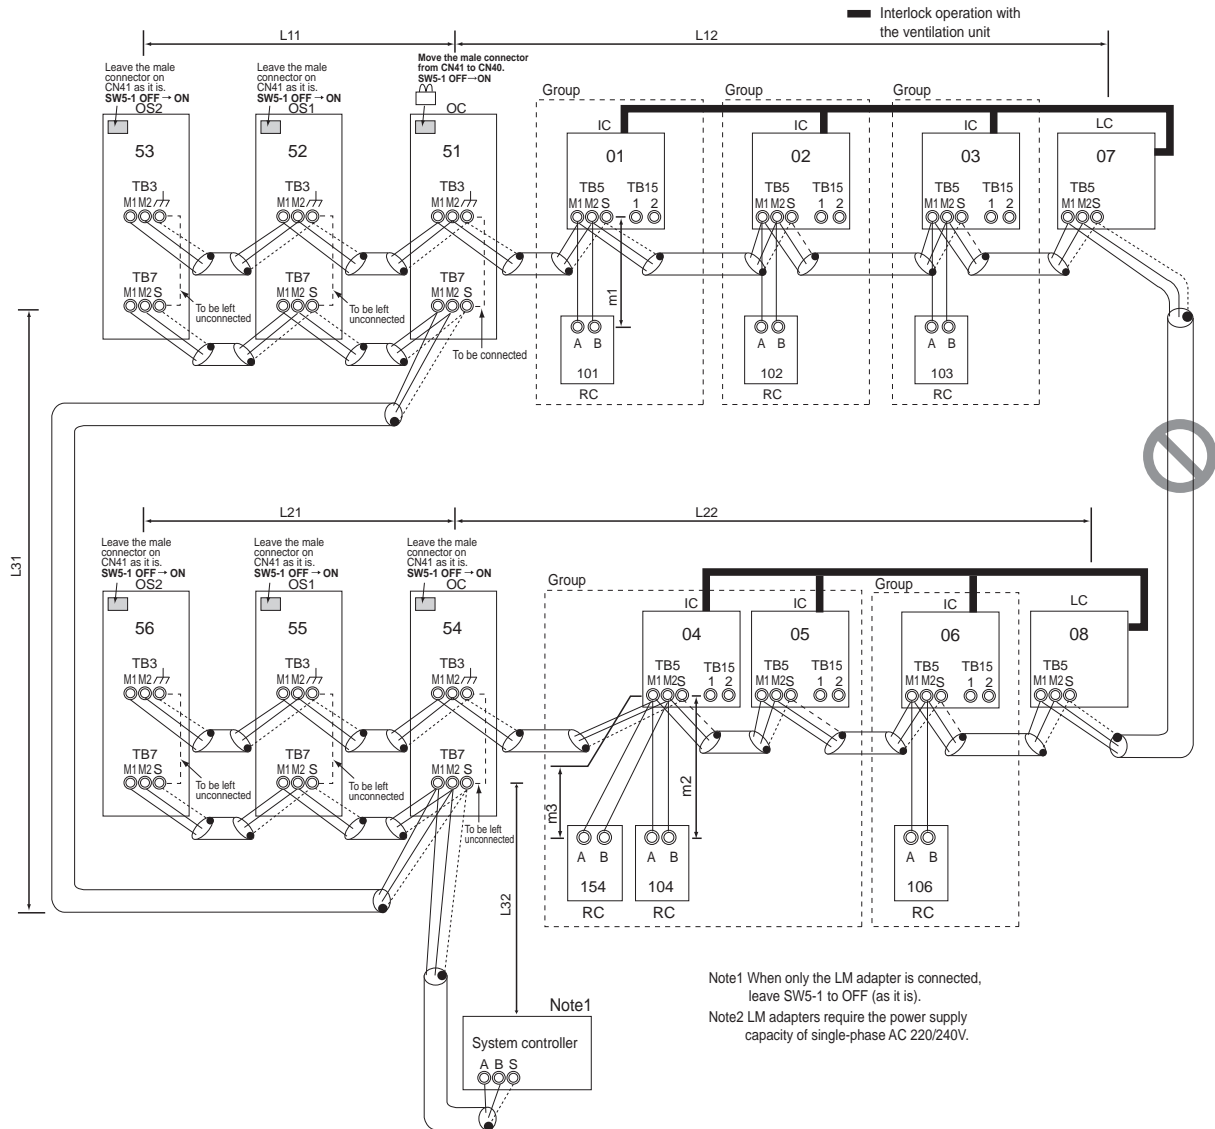 Interlock operation with
the ventilation unit
L11
L12
Leave the male
connector on
CN41 as it is.
SW5-1 OFF → ON
OS2
Leave the male
connector on
CN41 as it is.
SW5-1 OFF → ON
OS1
Move the male connector
from CN41 to CN40.
SW5-1 OFF→ON
OC
Group
Group
Group
IC
IC
IC
LC
53
52
51
01
02
03
07
TB3
TB3
TB3
TB5 TB15
TB5 TB15
TB5 TB15
TB5
M1 M2
M1 M2
M1 M2
M1 M2 S 1 2
M1 M2 S 1 2
M1 M2 S 1 2
M1 M2 S
TB7
TB7
TB7
M1 M2 S
M1 M2 S
M1 M2 S
To be left
unconnected
To be left
unconnected
To be connected
m1
A B
A B
A B
101
102
103
RC
RC
RC
L31
L21
L22
Leave the male
connector on
CN41 as it is.
SW5-1 OFF → ON
OS2
Leave the male
connector on
CN41 as it is.
SW5-1 OFF → ON
OS1
Leave the male
connector on
CN41 as it is.
SW5-1 OFF → ON
OC
Group
Group
IC
IC
IC
LC
56
55
54
04
05
06
08
TB3
TB3
TB3
TB5 TB15
TB5 TB15
TB5 TB15
TB5
M1 M2
M1 M2
M1 M2
M1 M2 S 1 2
M1 M2 S 1 2
M1 M2 S 1 2
M1 M2 S
TB7
TB7
TB7
M1 M2 S
M1 M2 S
M1 M2 S
To be left
unconnected
To be left
unconnected
To be left
unconnected
m3
m2
A B
A B
A B
154
104
106
RC
RC
RC
L32
Note1 When only the LM adapter is connected,
leave SW5-1 to OFF (as it is).
Note2 LM adapters require the power supply
capacity of single-phase AC 220/240V.
Note1
System controller
A B S